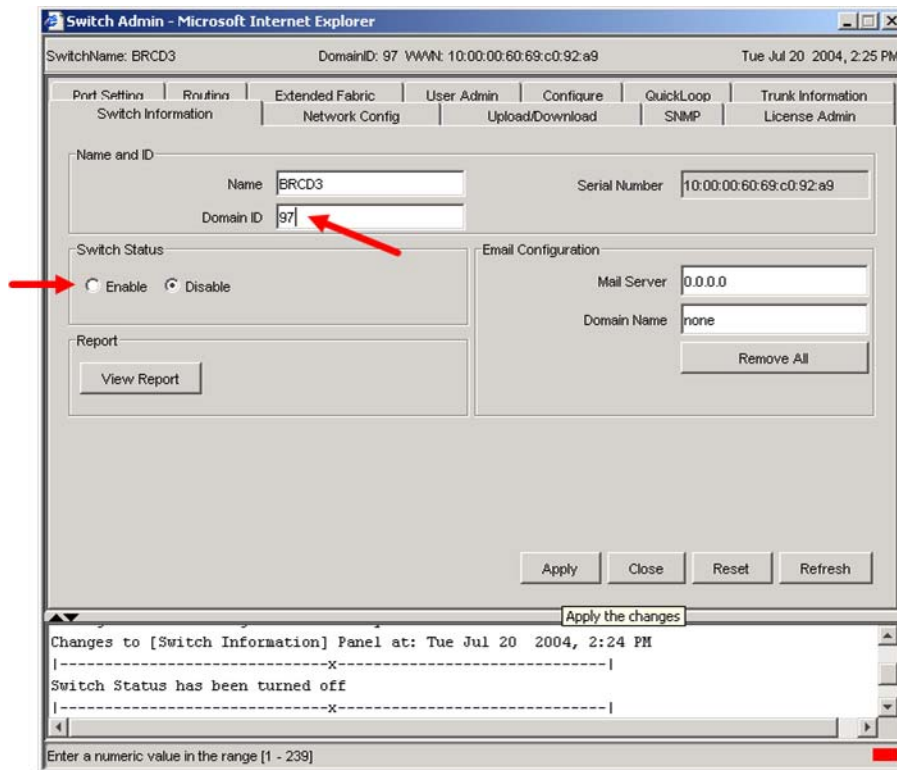 Switch Admin - Microsoft Internet Explorer
SwitchName: BRCD3 DomainID: 97 WWN: 10:00:00:60:69:c0:92:a9 Tue Jul 20 2004, 2:25 PM
Port Setting Routing Extended Fabric User Admin Configure QuickLoop Trunk Information
Switch Information Network Config Upload/Download SNMP License Admin
Name and ID
Name BRCD3 Serial Number 10:00:00:60:69:c0:92:a9
Domain ID 97
Switch Status Email Configuration
Enable Disable Mail Server 0.0.0.0
Domain Name none
Report
View Report Remove All
Apply Close Reset Refresh
Apply the changes
Changes to [Switch Information] Panel at: Tue Jul 20 2004, 2:24 PM
|------------------------------x------------------------------|
Switch Status has been turned off
|------------------------------x------------------------------|
Enter a numeric value in the range [1 - 239]